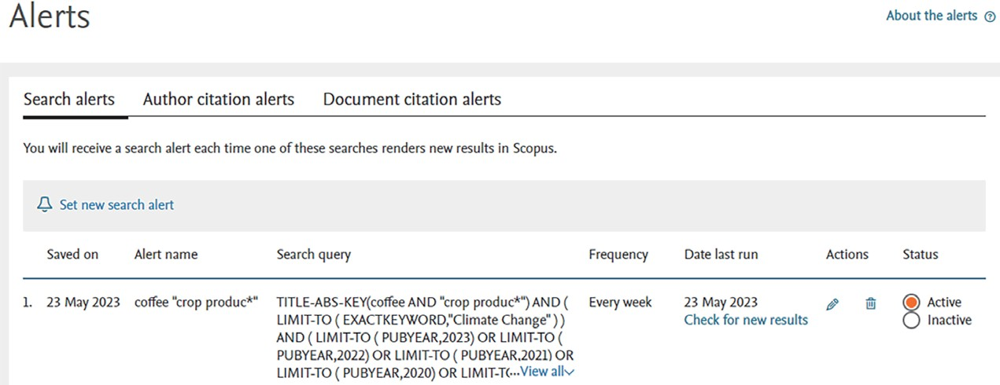 Alerts
About the alerts
Search alerts Author citation alerts Document citation alerts
You will receive a search alert each time one of these searches renders new results in Scopus.
Set new search alert
Saved on Alert name Search query Frequency Date last run Actions Status
1. 23 May 2023 coffee "crop produc*" TITLE-ABS-KEY(coffee AND "crop produc*") AND ( Every week 23 May 2023 Active
LIMIT-TO ( EXACTKEYWORD,"Climate Change" ) ) Check for new results Inactive
AND ( LIMIT-TO ( PUBYEAR,2023) OR LIMIT-TO (
PUBYEAR,2022) OR LIMIT-TO ( PUBYEAR,2021) OR
LIMIT-TO ( PUBYEAR,2020) OR LIMIT-T(...View all